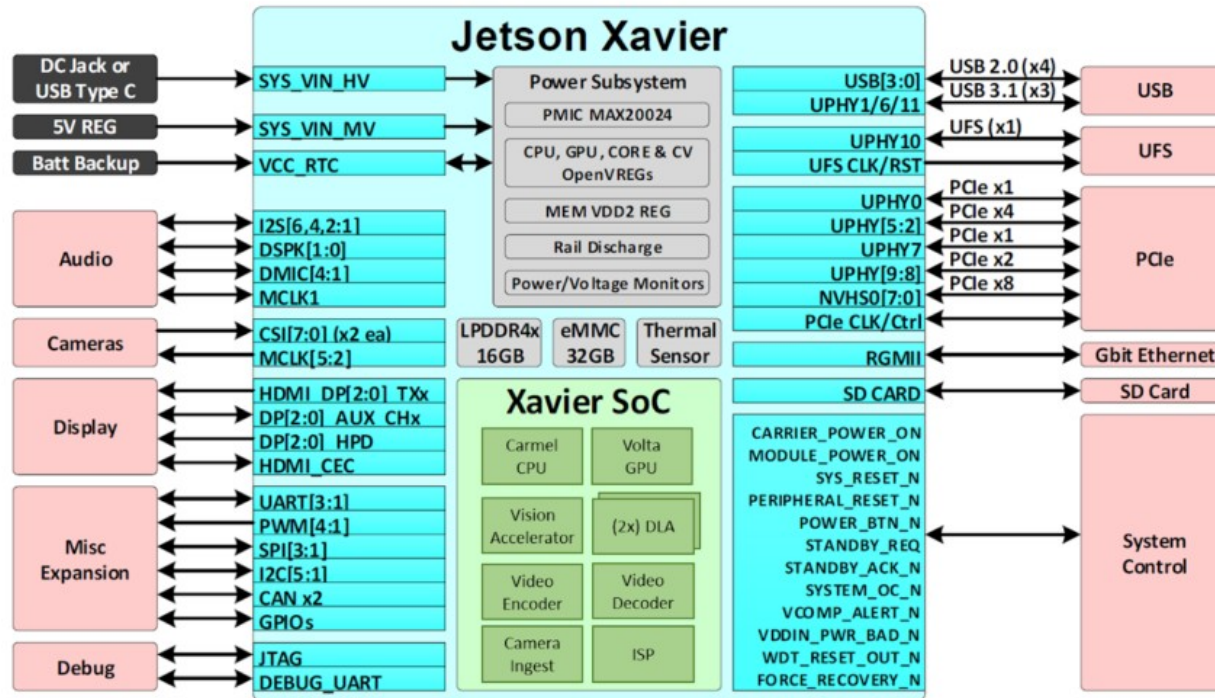 Jetson Xavier
DC Jack or
USB Type C
5V REG
Batt Backup
SYS_VIN_HV
SYS_VIN_MV
VCC_RTC
Audio
I2S[6,4,2:1]
DSPK[1:0]
DMIC[4:1]
MCLK1
Cameras
CSI[7:0] (x2 ea)
MCLK[5:2]
Display
HDMI_DP[2:0]_TXx
DP[2:0]_AUX_CHx
DP[2:0]_HPD
HDMI_CEC
Misc
Expansion
UART[3:1]
PWM[4:1]
SPI[3:1]
I2C[5:1]
CAN x2
GPIOs
Debug
JTAG
DEBUG_UART
Power Subsystem
PMIC MAX20024
CPU, GPU, CORE & CV
OpenVREGs
MEM VDD2 REG
Rail Discharge
Power/Voltage Monitors
LPDDR4x
16GB
eMMC
32GB
Thermal
Sensor
Xavier SoC
Carmel
CPU
Volta
GPU
Vision
Accelerator
(2x) DLA
Video
Encoder
Video
Decoder
Camera
Ingest
ISP
USB[3:0]
UPHY1/6/11
UPHY10
UFS CLK/RST
UPHY0
UPHY[5:2]
UPHY7
UPHY[9:8]
NVHS0[7:0]
PCIe CLK/Ctrl
RGMII
SD CARD
CARRIER_POWER_ON
MODULE_POWER_ON
SYS_RESET_N
PERIPHERAL_RESET_N
POWER_BTN_N
STANDBY_REQ
STANDBY_ACK_N
SYSTEM_OC_N
VCOMP_ALERT_N
VDDIN_PWR_BAD_N
WDT_RESET_OUT_N
FORCE_RECOVERY_N
USB 2.0 (x4)
USB 3.1 (x3)
UFS (x1)
PCIe x1
PCIe x4
PCIe x1
PCIe x2
PCIe x8
USB
UFS
PCIe
Gbit Ethernet
SD Card
System
Control